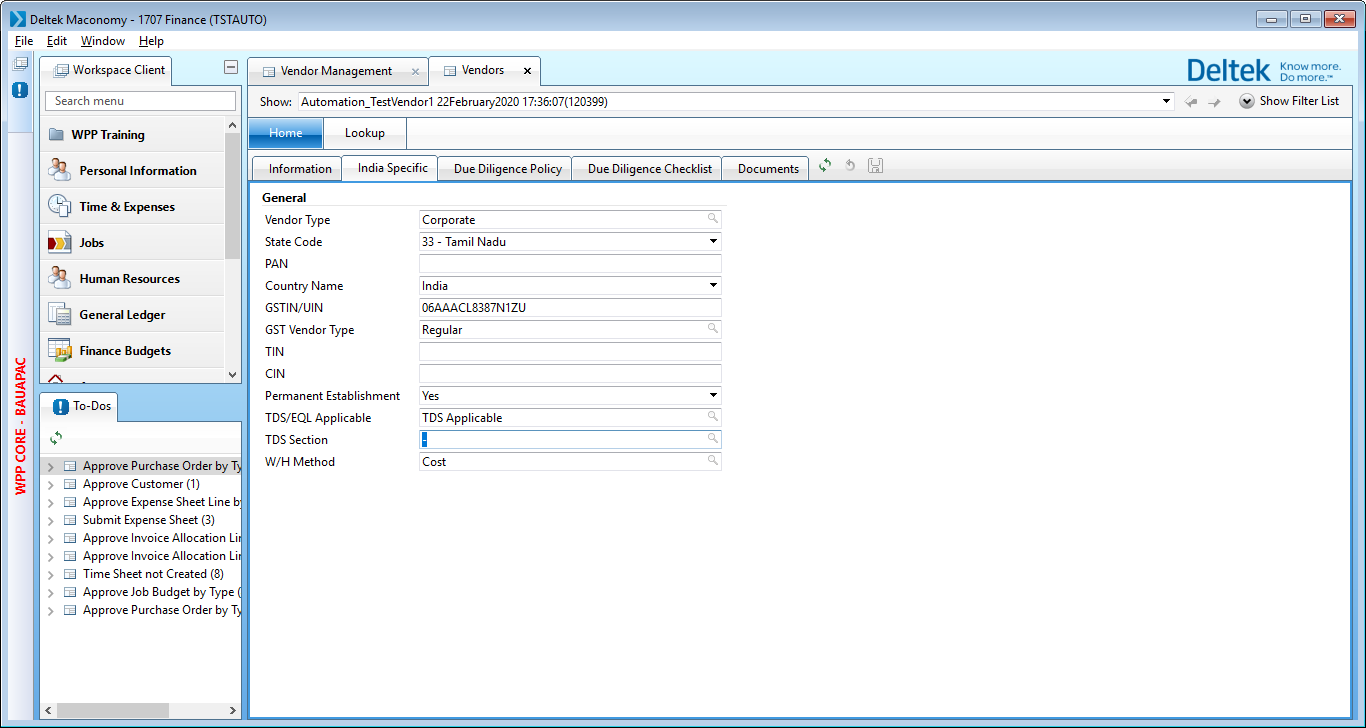 Deltek Maconomy - 1707 Finance (TSTAUTO)
File Edit Window Help
Workspace Client
Vendor Management
Vendors
Deltek Know more. Do more.™
Search menu
Show: Automation_TestVendor1 22February2020 17:36:07(120399)
Show Filter List
WPP Training
Personal Information
Time & Expenses
Jobs
Human Resources
General Ledger
Finance Budgets
Home Lookup
Information India Specific Due Diligence Policy Due Diligence Checklist Documents
General
Vendor Type Corporate
State Code 33 - Tamil Nadu
PAN
Country Name India
GSTIN/UIN 06AAACL8387N1ZU
GST Vendor Type Regular
TIN
CIN
Permanent Establishment Yes
TDS/EQL Applicable TDS Applicable
TDS Section -
W/H Method Cost
WPP CORE - BAUAPAC
To-Dos
Approve Purchase Order by Ty
Approve Customer (1)
Approve Expense Sheet Line by
Submit Expense Sheet (3)
Approve Invoice Allocation Lin
Approve Invoice Allocation Lin
Time Sheet not Created (8)
Approve Job Budget by Type (
Approve Purchase Order by Ty